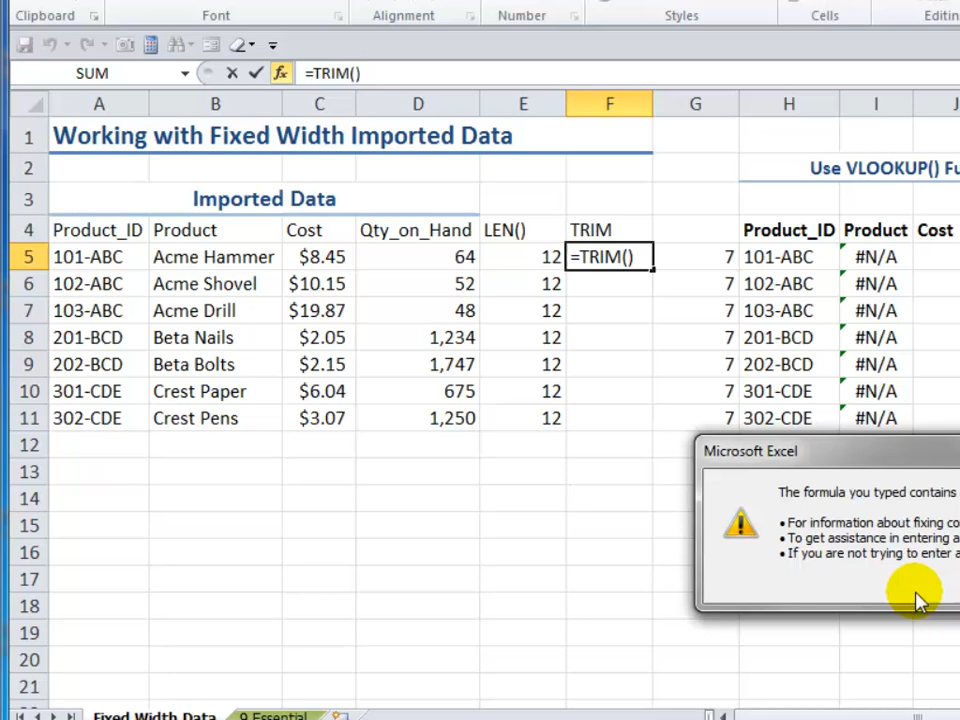 Clipboard Font Alignment Number Styles Cells Editin
SUM =TRIM()
A B C D E F G H I J
1 Working with Fixed Width Imported Data
2 Use VLOOKUP() Fu
3 Imported Data
4 Product_ID Product Cost Qty_on_Hand LEN() TRIM Product_ID Product Cost
5 101-ABC Acme Hammer $8.45 64 12 =TRIM() 7 101-ABC #N/A
6 102-ABC Acme Shovel $10.15 52 12 7 102-ABC #N/A
7 103-ABC Acme Drill $19.87 48 12 7 103-ABC #N/A
8 201-BCD Beta Nails $2.05 1,234 12 7 201-BCD #N/A
9 202-BCD Beta Bolts $2.15 1,747 12 7 202-BCD #N/A
10 301-CDE Crest Paper $6.04 675 12 7 301-CDE #N/A
11 302-CDE Crest Pens $3.07 1,250 12 7 302-CDE #N/A
12
Microsoft Excel
13
14 The formula you typed contains
15 • For information about fixing co
• To get assistance in entering a
16 • If you are not trying to enter a
17
18
19
20
21
Fixed Width Data 9 Essential